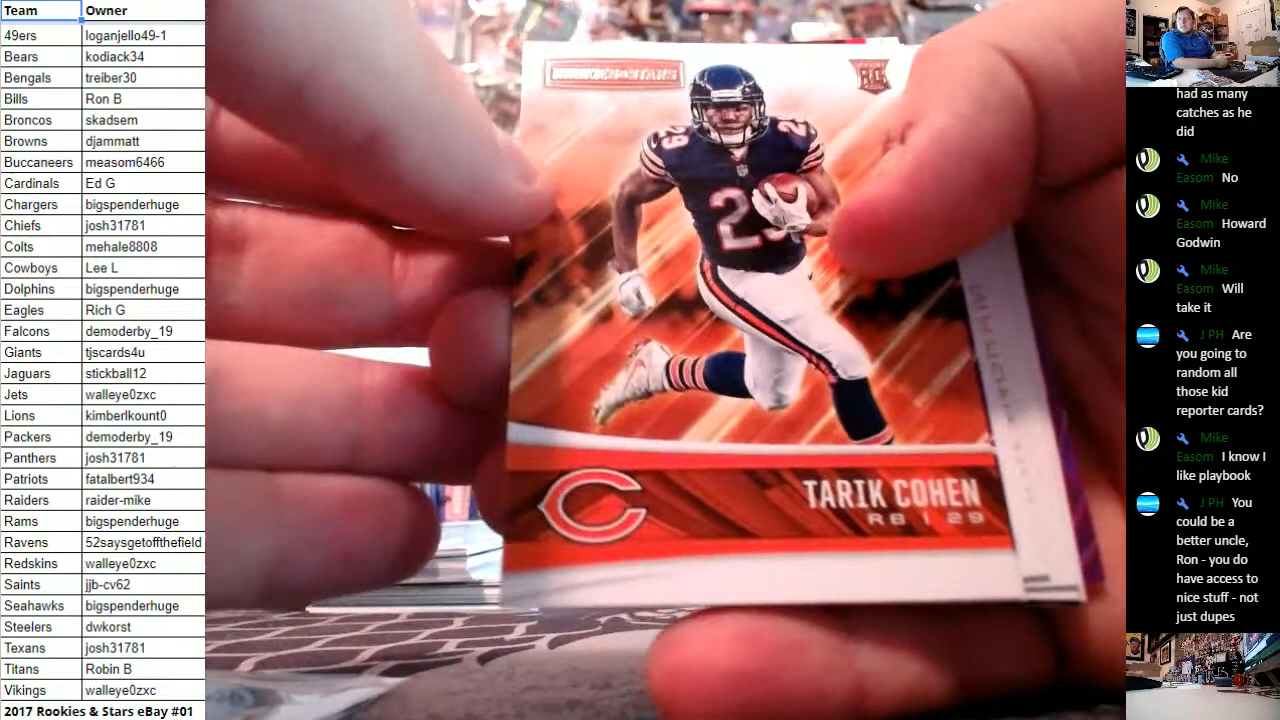 Team Owner
49ers loganjello49-1
Bears kodiack34
Bengals treiber30
Bills Ron B
Broncos skadsem
Browns djammatt
Buccaneers measom6466
Cardinals Ed G
Chargers bigspenderhuge
Chiefs josh31781
Colts mehale8808
Cowboys Lee L
Dolphins bigspenderhuge
Eagles Rich G
Falcons demoderby_19
Giants tjscards4u
Jaguars stickball12
Jets walleye0zxc
Lions kimberlkount0
Packers demoderby_19
Panthers josh31781
Patriots fatalbert934
Raiders raider-mike
Rams bigspenderhuge
Ravens 52saysgetoffthefield
Redskins walleye0zxc
Saints jjb-cv62
Seahawks bigspenderhuge
Steelers dwkorst
Texans josh31781
Titans Robin B
Vikings walleye0zxc
2017 Rookies & Stars eBay #01
RC
29
29
TARIK COHEN
RB | 29
had as many
catches as he
did
Mike
Easom No
Mike
Easom Howard
Godwin
Mike
Easom Will
take it
J PH Are
you going to
random all
those kid
reporter cards?
Mike
Easom I know I
like playbook
J PH You
could be a
better uncle,
Ron - you do
have access to
nice stuff - not
just dupes